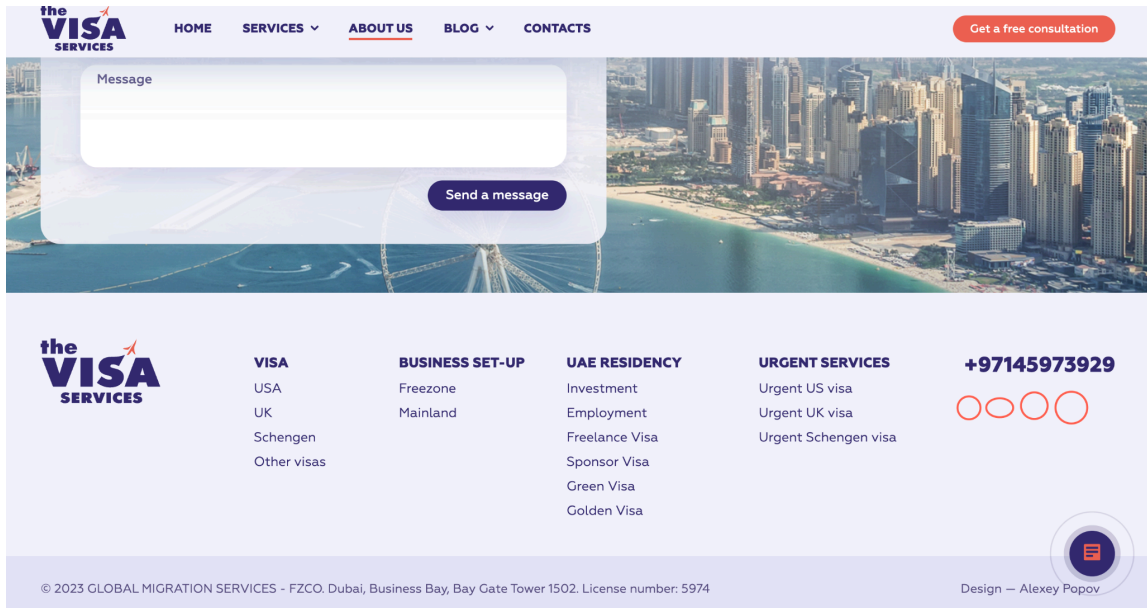 the
VISA
SERVICES
HOME
SERVICES
ABOUT US
BLOG
CONTACTS
Get a free consultation
Message
Send a message
the
VISA
SERVICES
VISA
USA
UK
Schengen
Other visas
BUSINESS SET-UP
Freezone
Mainland
UAE RESIDENCY
Investment
Employment
Freelance Visa
Sponsor Visa
Green Visa
Golden Visa
URGENT SERVICES
Urgent US visa
Urgent UK visa
Urgent Schengen visa
+97145973929
© 2023 GLOBAL MIGRATION SERVICES - FZCO. Dubai, Business Bay, Bay Gate Tower 1502. License number: 5974
Design — Alexey Popov